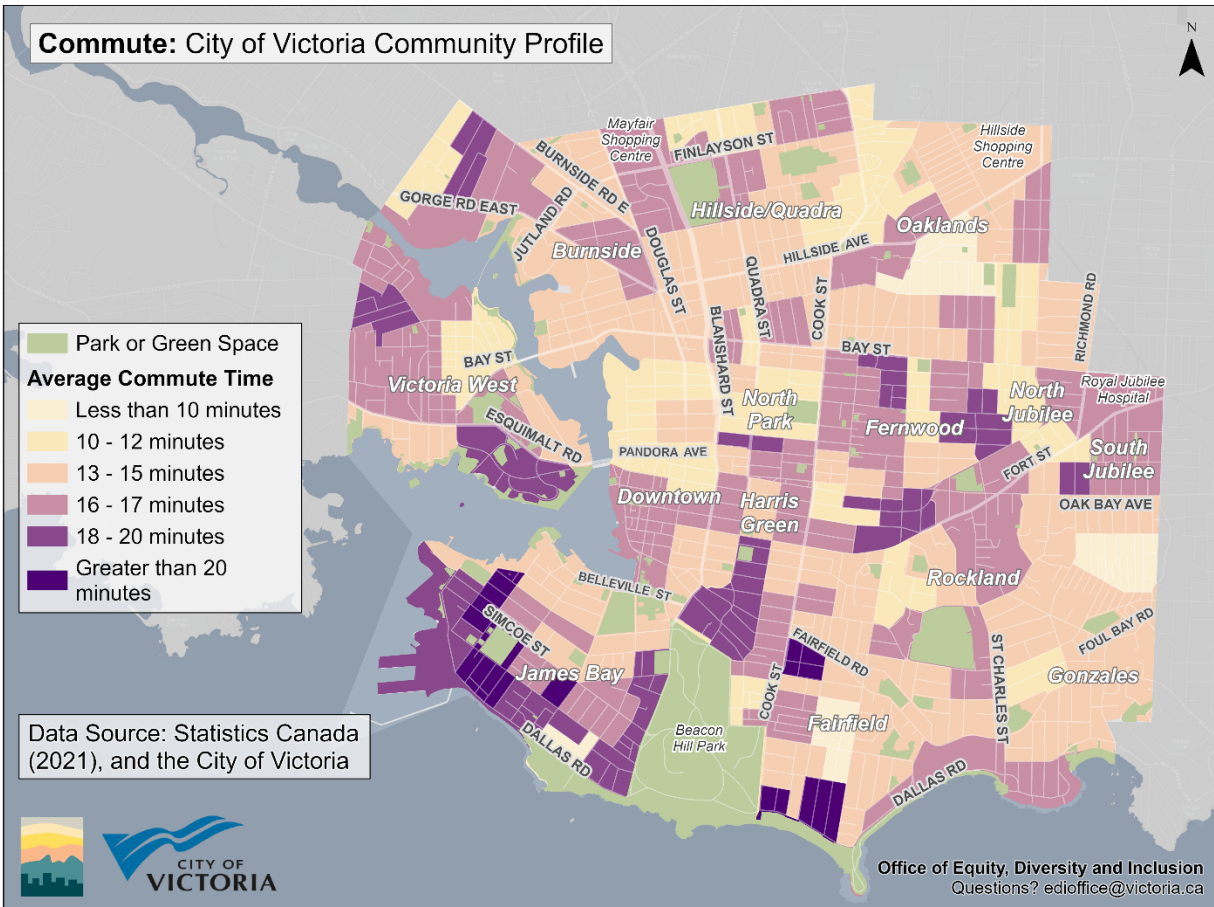 Commute: City of Victoria Community Profile
N
Mayfair
Shopping
Centre
FINLAYSON ST
Hillside
Shopping
Centre
BURNSIDE RD E
GORGE RD EAST
JUTLAND RD
Hillside/Quadra
Oaklands
Burnside
DOUGLAS ST
HILLSIDE AVE
QUADRA ST
COOK ST
RICHMOND RD
BLANSHARD ST
BAY ST
BAY ST
Victoria West
North
Park
North
Jubilee
Royal Jubilee
Hospital
Fernwood
ESQUIMALT RD
PANDORA AVE
FORT ST
South
Jubilee
Downtown
Harris
Green
OAK BAY AVE
Rockland
BELLEVILLE ST
SIMCOE ST
FAIRFIELD RD
FOUL BAY RD
James Bay
COOK ST
ST CHARLES ST
Gonzales
Fairfield
Beacon
Hill Park
DALLAS RD
DALLAS RD
Park or Green Space
Average Commute Time
Less than 10 minutes
10 - 12 minutes
13 - 15 minutes
16 - 17 minutes
18 - 20 minutes
Greater than 20
minutes
Data Source: Statistics Canada
(2021), and the City of Victoria
CITY OF
VICTORIA
Office of Equity, Diversity and Inclusion
Questions? edioffice@victoria.ca